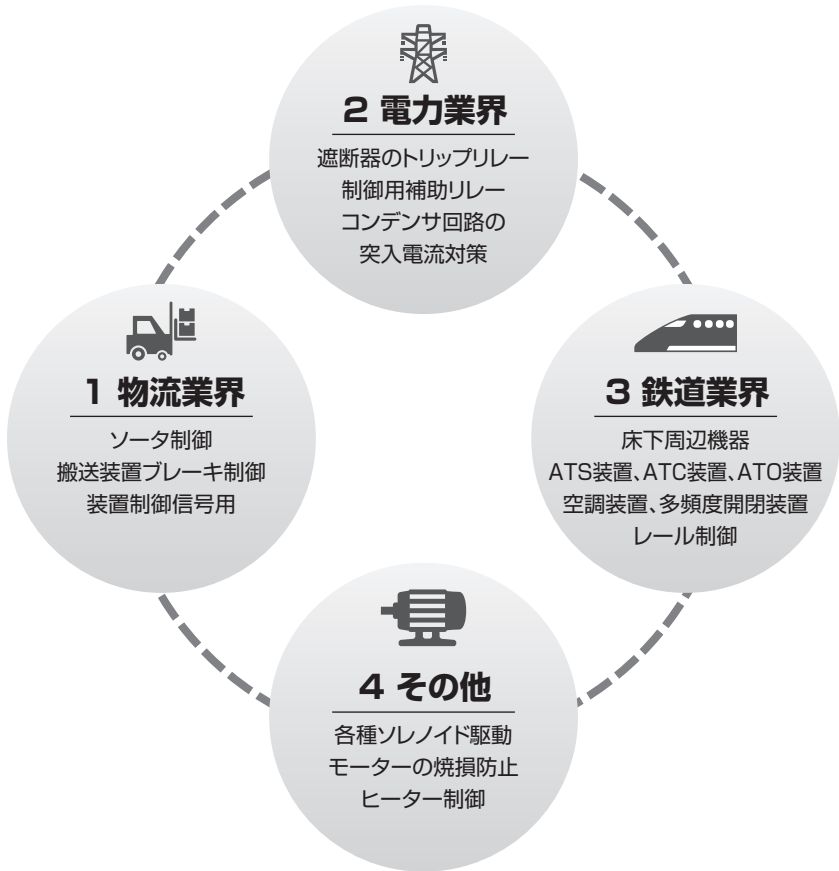 2 電力業界
遮断器のトリップリレー
制御用補助リレー
コンデンサ回路の
突入電流対策
1 物流業界
ソータ制御
搬送装置ブレーキ制御
装置制御信号用
3 鉄道業界
床下周辺機器
ATS装置、ATC装置、ATO装置
空調装置、多頻度開閉装置
レール制御
4 その他
各種ソレノイド駆動
モーターの焼損防止
ヒーター制御